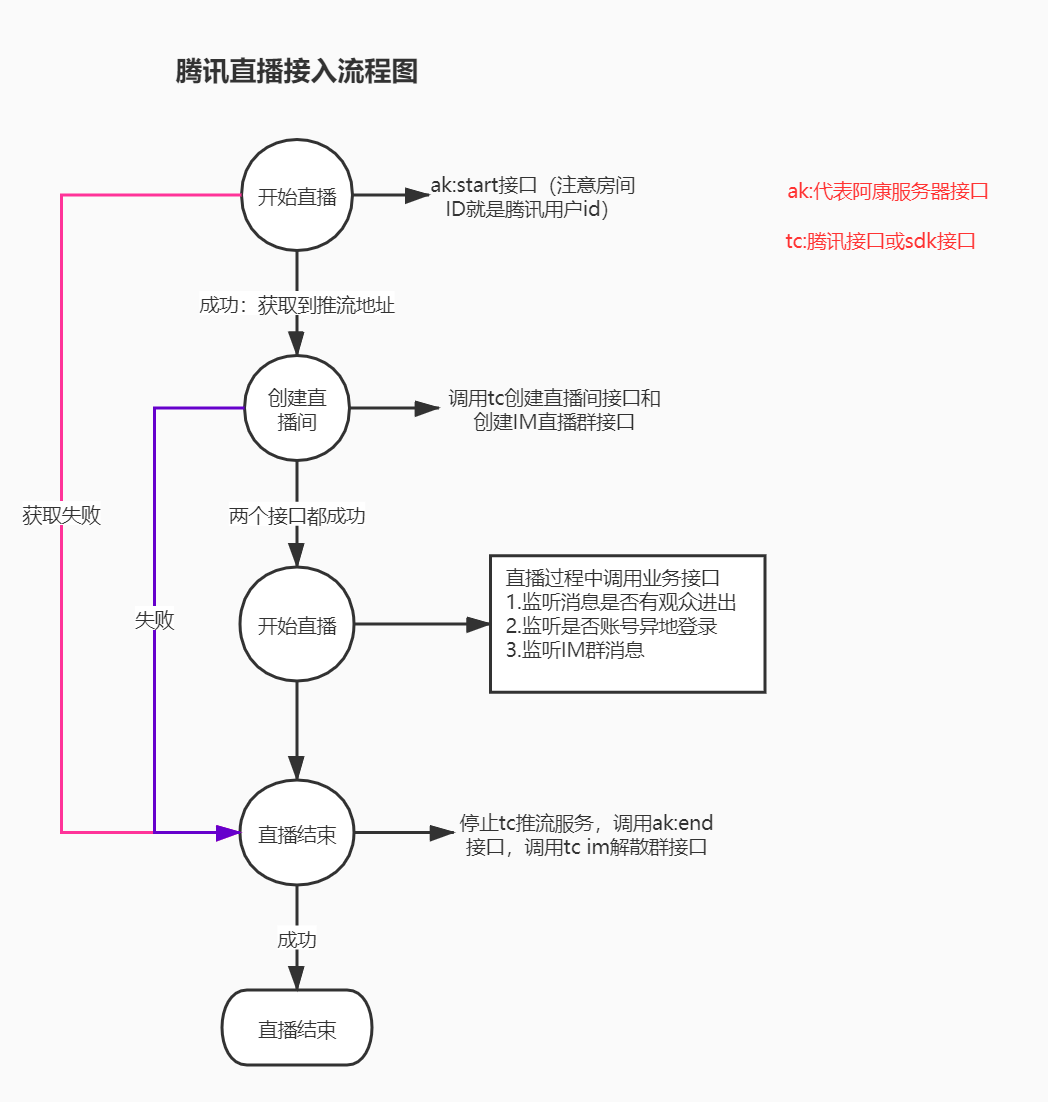 腾讯直播接入流程图
开始直播
ak:start接口（注意房间
ID就是腾讯用户id）
ak:代表阿康服务器接口
tc:腾讯接口或sdk接口
成功：获取到推流地址
创建直
播间
调用tc创建直播间接口和
创建IM直播群接口
获取失败
两个接口都成功
失败
开始直播
直播过程中调用业务接口
1.监听消息是否有观众进出
2.监听是否账号异地登录
3.监听IM群消息
直播结束
停止tc推流服务，调用ak:end
接口，调用tc im解散群接口
成功
直播结束